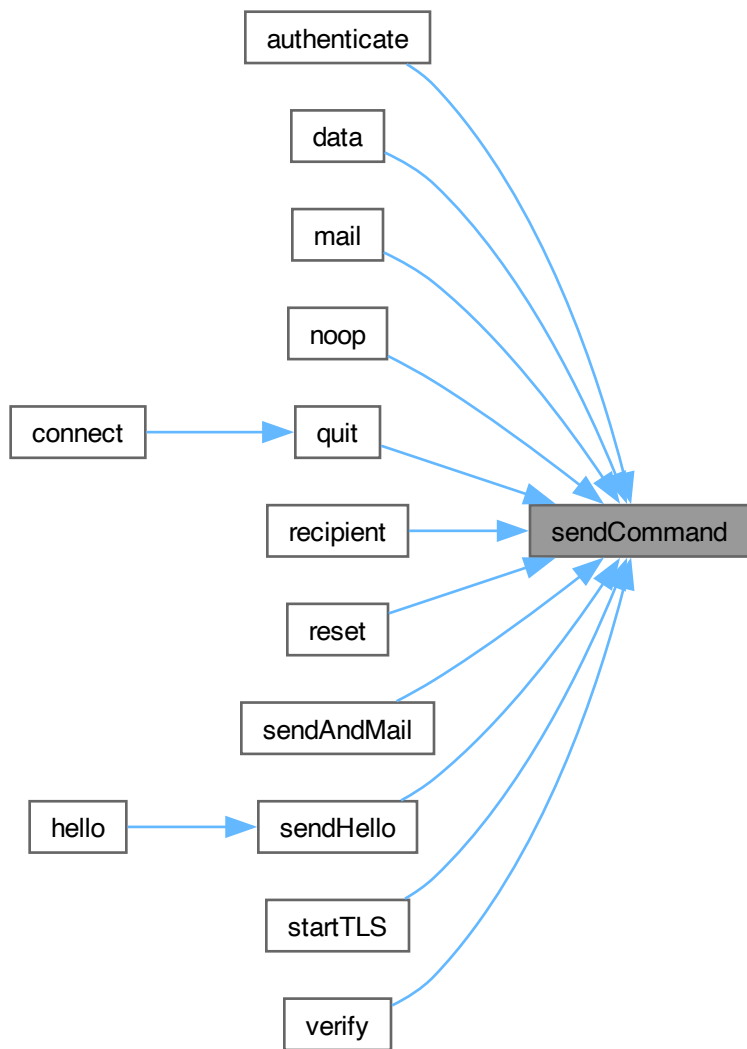 authenticate
data
mail
noop
connect
quit
recipient
sendCommand
reset
sendAndMail
hello
sendHello
startTLS
verify